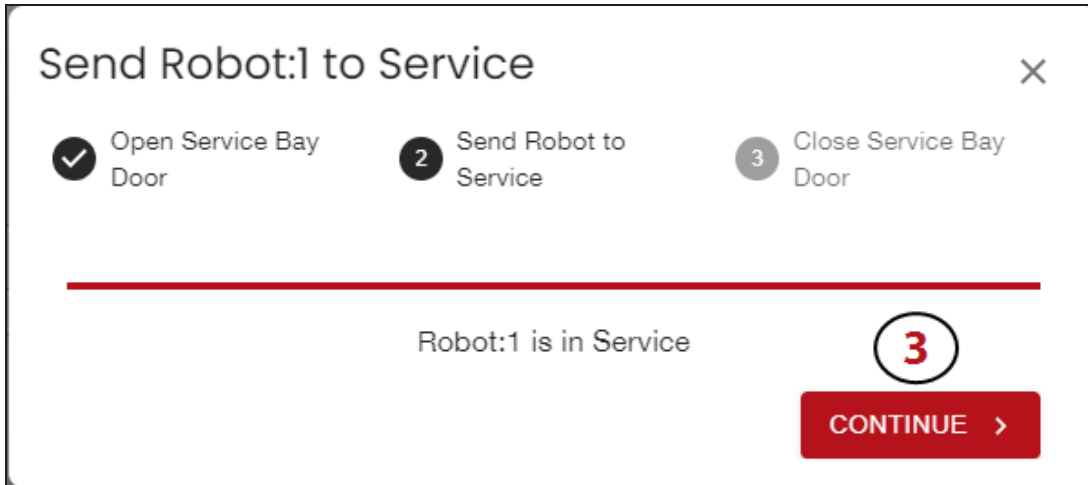 Send Robot:1 to Service
Open Service Bay
Door
2
Send Robot to
Service
3
Close Service Bay
Door
Robot:1 is in Service
3
CONTINUE